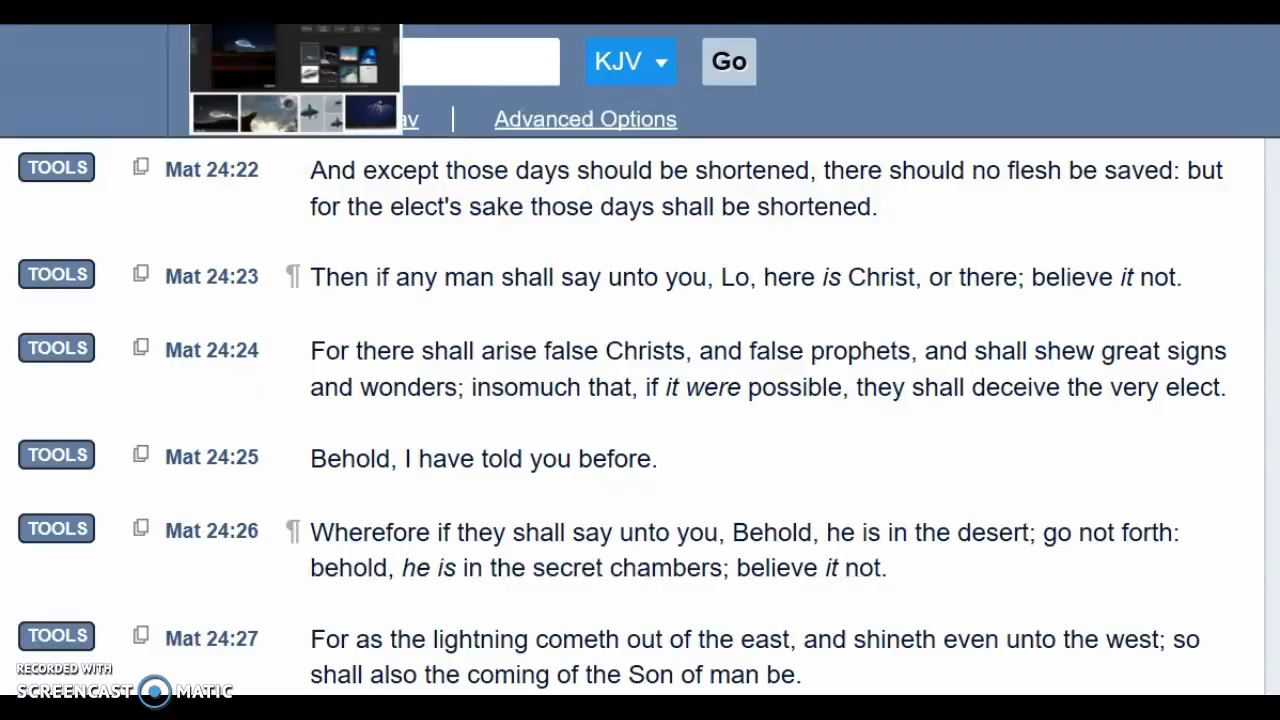 KJV Go
av | Advanced Options
TOOLS Mat 24:22 And except those days should be shortened, there should no flesh be saved: but
for the elect's sake those days shall be shortened.
TOOLS Mat 24:23 ¶ Then if any man shall say unto you, Lo, here is Christ, or there; believe it not.
TOOLS Mat 24:24 For there shall arise false Christs, and false prophets, and shall shew great signs
and wonders; insomuch that, if it were possible, they shall deceive the very elect.
TOOLS Mat 24:25 Behold, I have told you before.
TOOLS Mat 24:26 ¶ Wherefore if they shall say unto you, Behold, he is in the desert; go not forth:
behold, he is in the secret chambers; believe it not.
TOOLS Mat 24:27 For as the lightning cometh out of the east, and shineth even unto the west; so
shall also the coming of the Son of man be.
RECORDED WITH
SCREENCAST MATIC